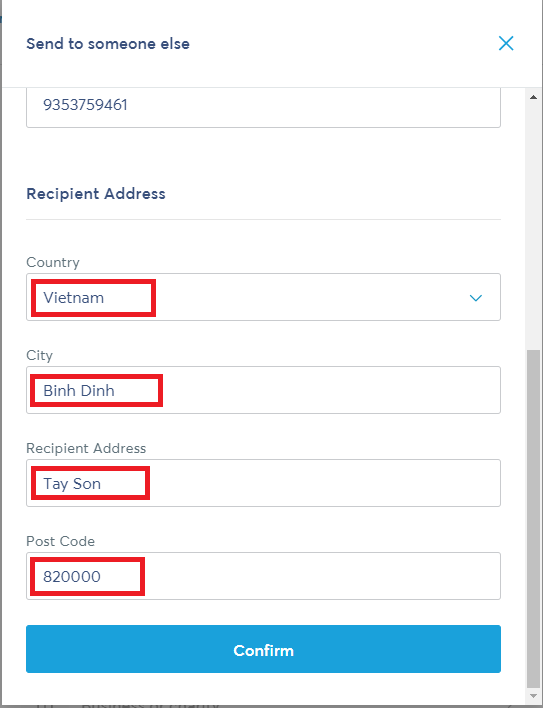 Send to someone else
9353759461
Recipient Address
Country
Vietnam
City
Binh Dinh
Recipient Address
Tay Son
Post Code
820000
Confirm